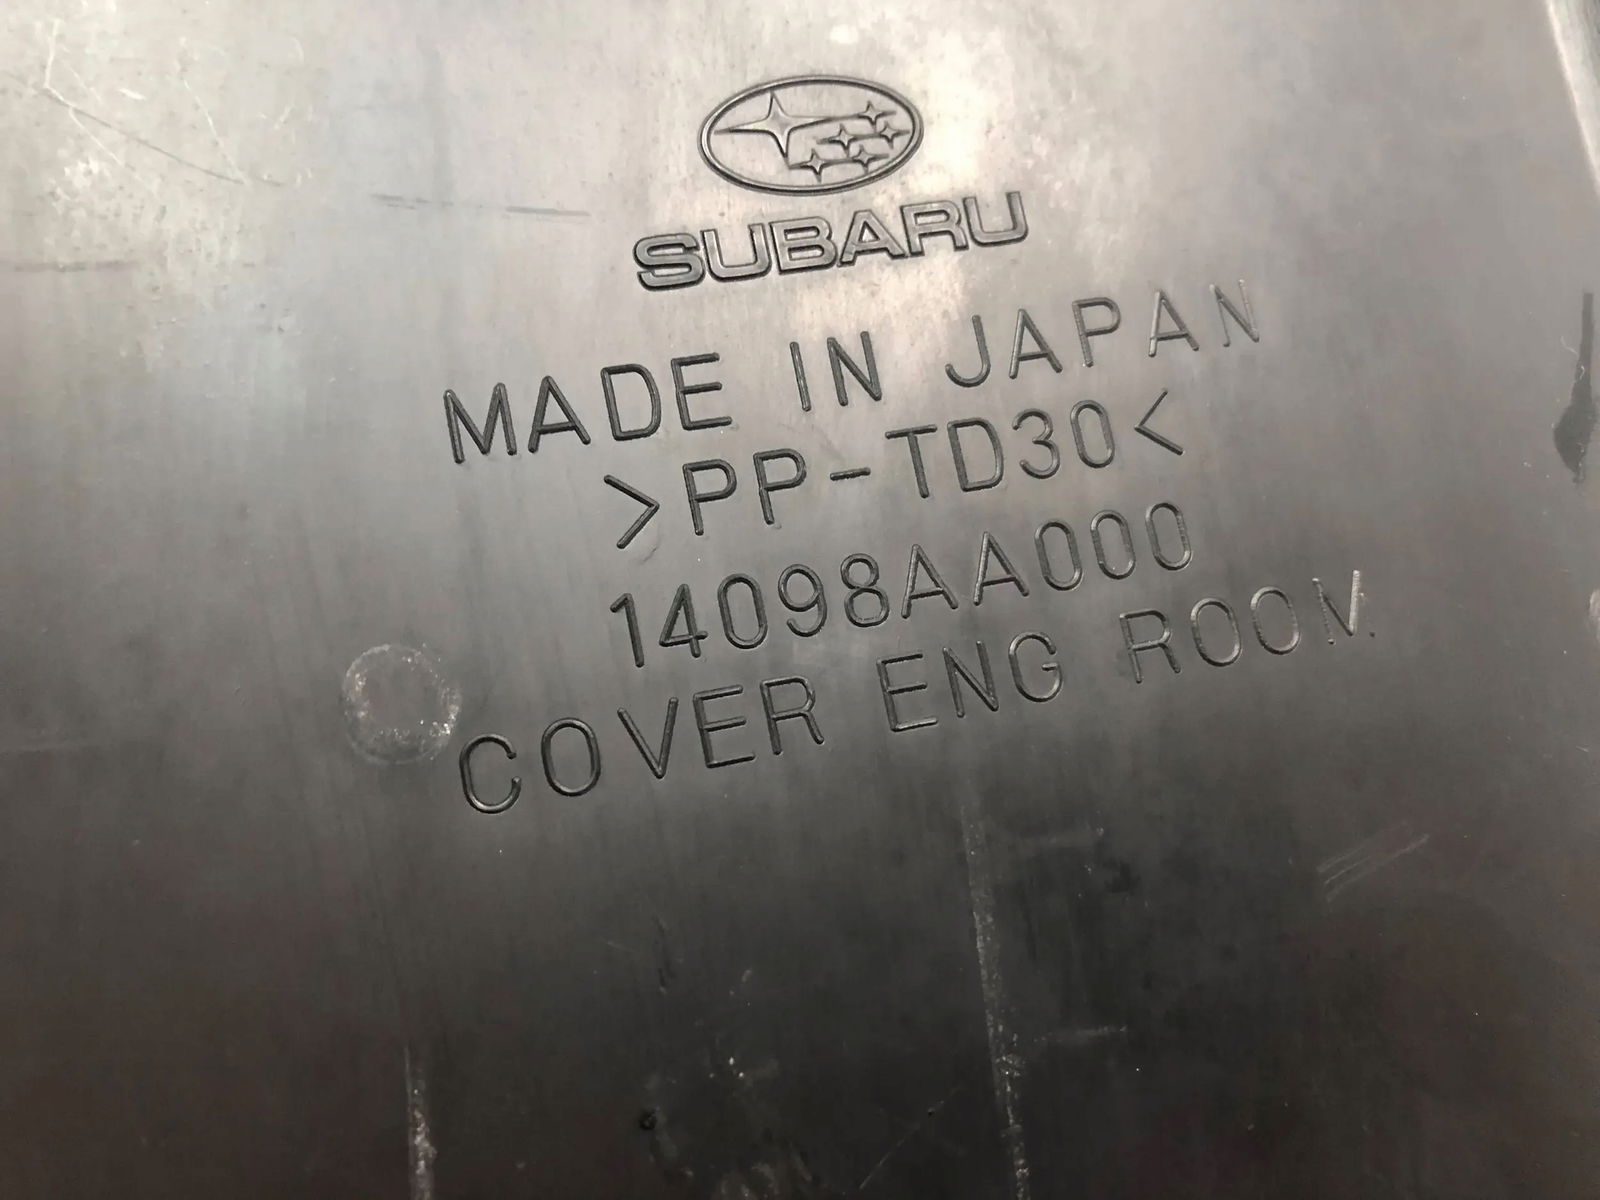 SUBARU
MADE IN JAPAN
>PP-TD30<
14098AA000
COVER ENG ROOM